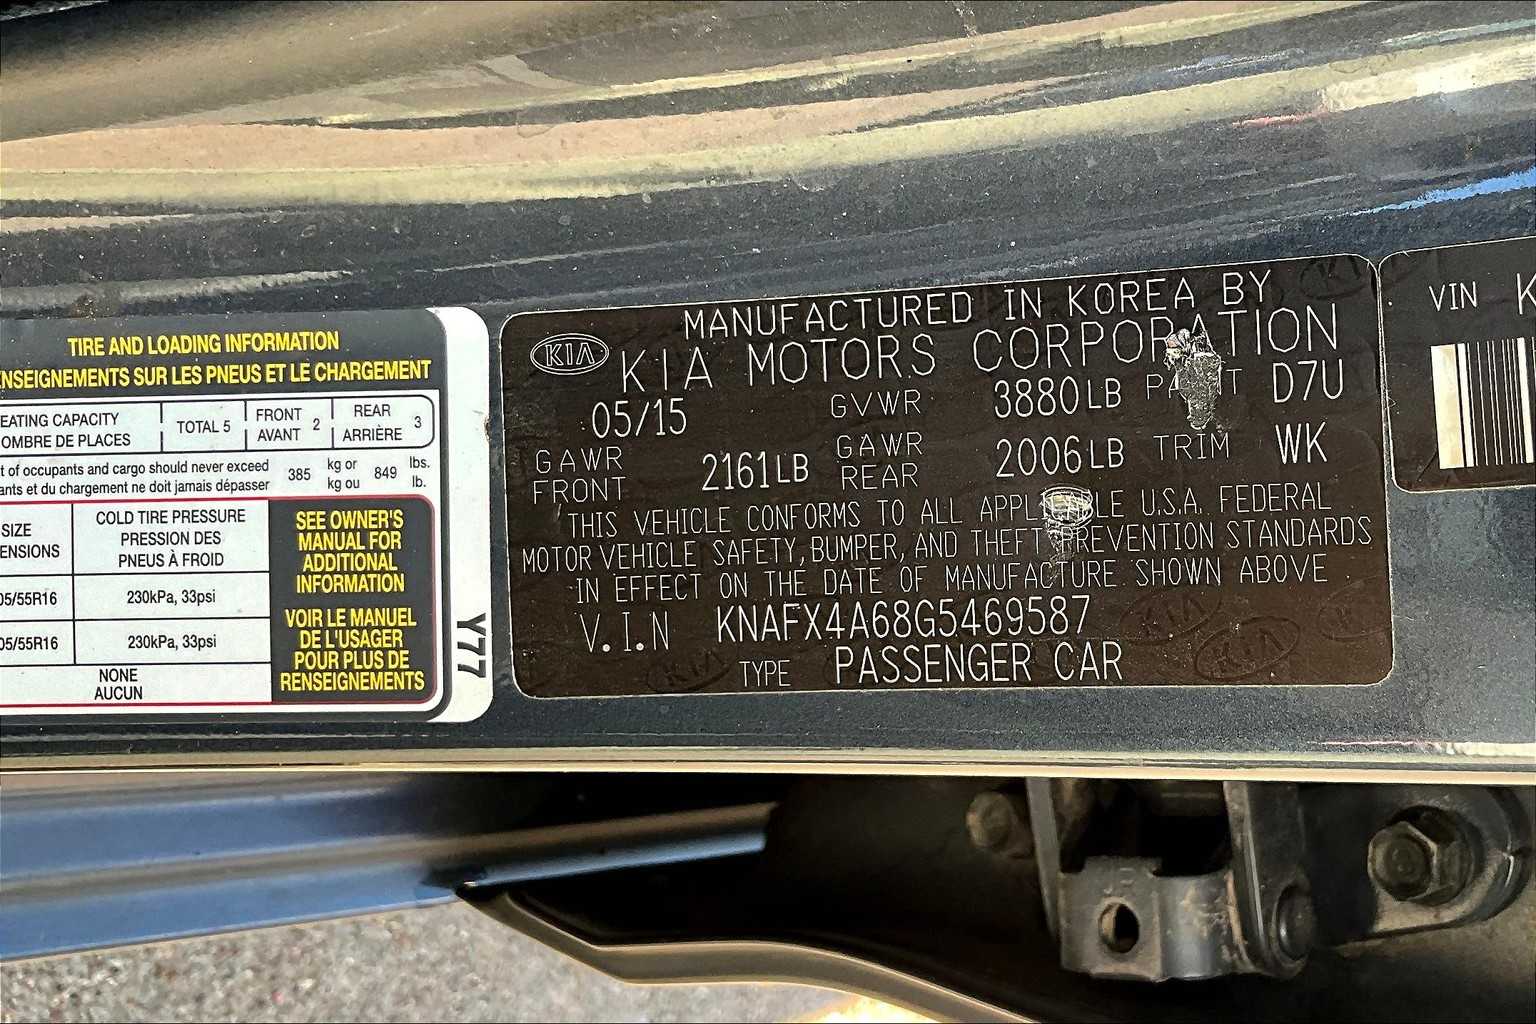 TIRE AND LOADING INFORMATION
ENSEIGNEMENTS SUR LES PNEUS ET LE CHARGEMENT
EATING CAPACITY
OMBRE DE PLACES
TOTAL 5
FRONT
AVANT 2
REAR
ARRIÈRE 3
t of occupants and cargo should never exceed
ants et du chargement ne doit jamais dépasser
385 kg or
kg ou
849 lbs.
lb.
SIZE
ENSIONS
COLD TIRE PRESSURE
PRESSION DES
PNEUS À FROID
05/55R16 230kPa, 33psi
05/55R16 230kPa, 33psi
NONE
AUCUN
SEE OWNER'S
MANUAL FOR
ADDITIONAL
INFORMATION
VOIR LE MANUEL
DE L'USAGER
POUR PLUS DE
RENSEIGNEMENTS
Y77
KIA
MANUFACTURED IN KOREA BY
KIA MOTORS CORPORATION
05/15 GVWR 3880LB PAINT D7U
GAWR
FRONT 2161LB
GAWR
REAR 2006LB TRIM WK
THIS VEHICLE CONFORMS TO ALL APPLICABLE U.S.A. FEDERAL
MOTOR VEHICLE SAFETY, BUMPER, AND THEFT PREVENTION STANDARDS
IN EFFECT ON THE DATE OF MANUFACTURE SHOWN ABOVE
V.I.N KNAFX4A68G5469587
TYPE PASSENGER CAR
KIA KIA KIA
VIN K